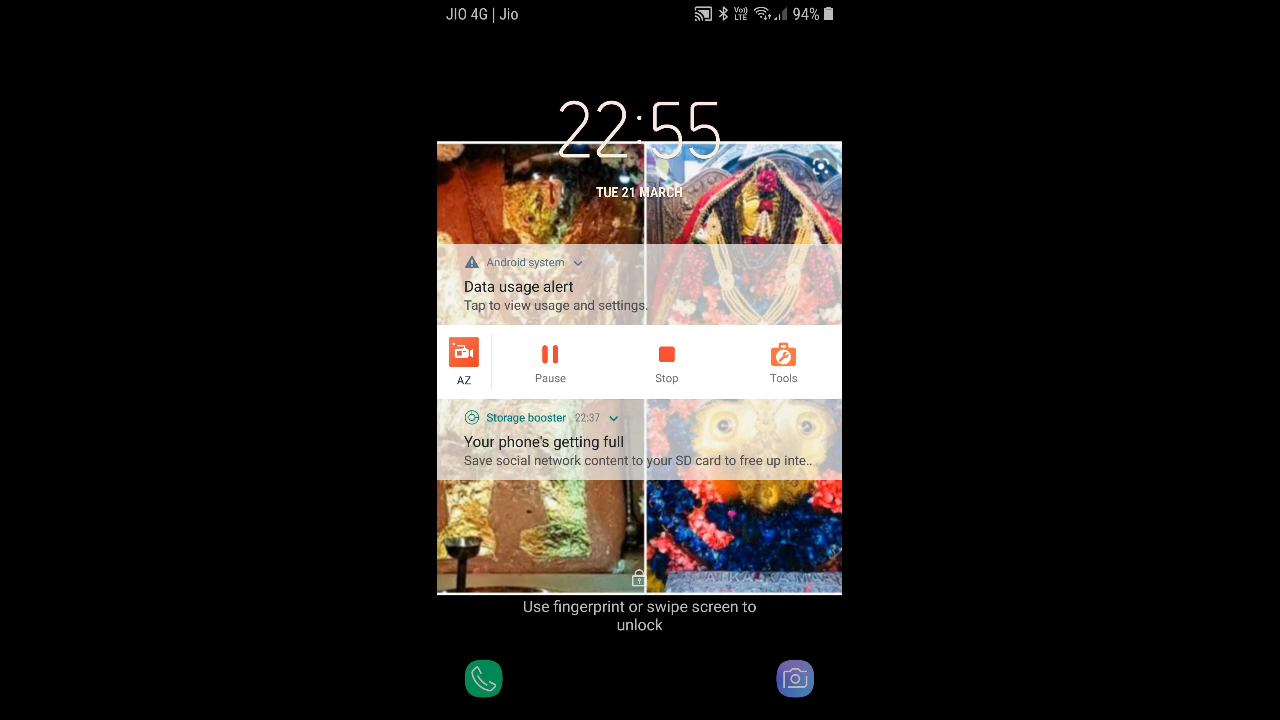 JIO 4G | Jio
Vo)) LTE 94%
22:55
TUE 21 MARCH
Android system
Data usage alert
Tap to view usage and settings.
AZ Pause Stop Tools
Storage booster 22:37
Your phone's getting full
Save social network content to your SD card to free up inte..
Use fingerprint or swipe screen to
unlock